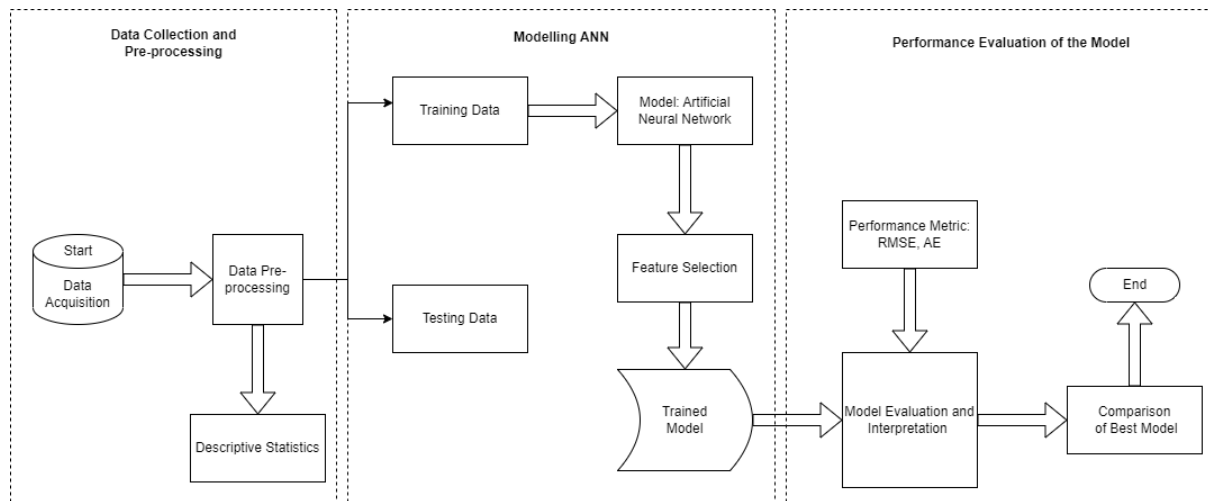 Data Collection and
Pre-processing
Modelling ANN
Performance Evaluation of the Model
Training Data
Model: Artificial
Neural Network
Start
Data
Acquisition
Data Pre-
processing
Feature Selection
Performance Metric:
RMSE, AE
End
Testing Data
Descriptive Statistics
Trained
Model
Model Evaluation and
Interpretation
Comparison
of Best Model